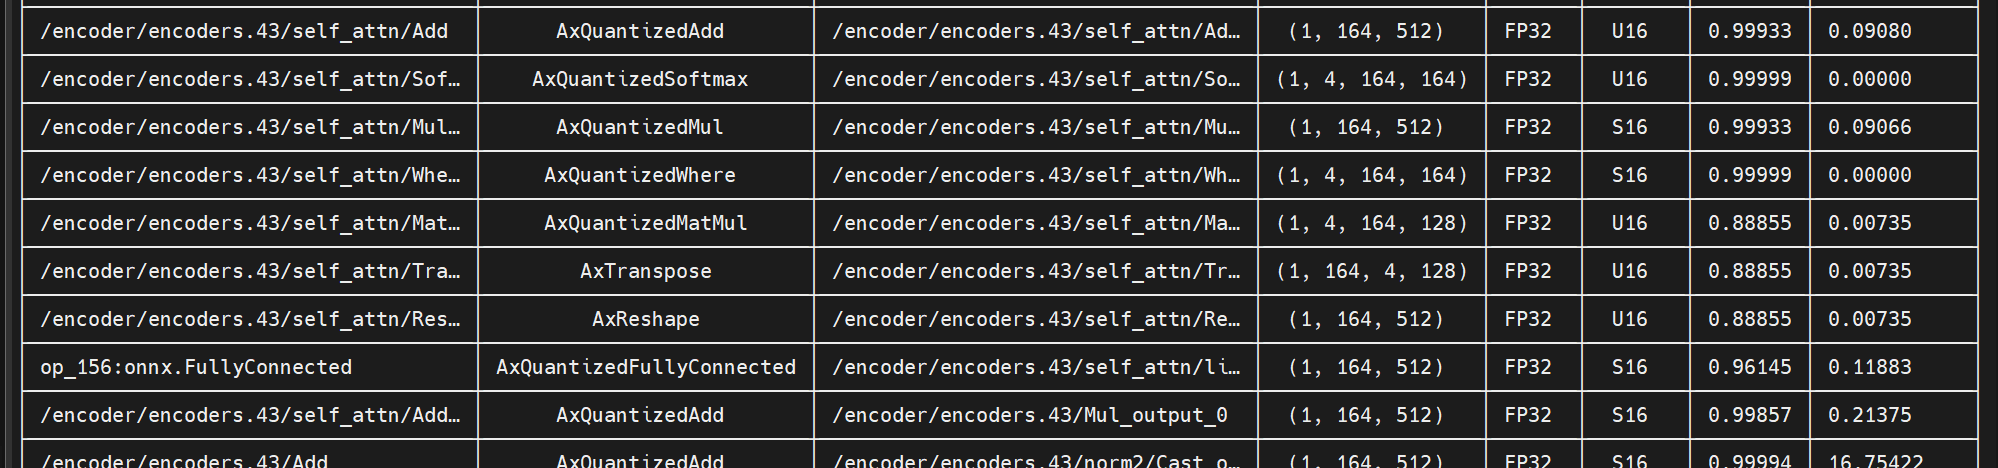 /encoder/encoders.43/self_attn/Add AxQuantizedAdd /encoder/encoders.43/self_attn/Ad… (1, 164, 512) FP32 U16 0.99933 0.09080
/encoder/encoders.43/self_attn/Sof… AxQuantizedSoftmax /encoder/encoders.43/self_attn/So… (1, 4, 164, 164) FP32 U16 0.99999 0.00000
/encoder/encoders.43/self_attn/Mul… AxQuantizedMul /encoder/encoders.43/self_attn/Mu… (1, 164, 512) FP32 S16 0.99933 0.09066
/encoder/encoders.43/self_attn/Whe… AxQuantizedWhere /encoder/encoders.43/self_attn/Wh… (1, 4, 164, 164) FP32 S16 0.99999 0.00000
/encoder/encoders.43/self_attn/Mat… AxQuantizedMatMul /encoder/encoders.43/self_attn/Ma… (1, 4, 164, 128) FP32 U16 0.88855 0.00735
/encoder/encoders.43/self_attn/Tra… AxTranspose /encoder/encoders.43/self_attn/Tr… (1, 164, 4, 128) FP32 U16 0.88855 0.00735
/encoder/encoders.43/self_attn/Res… AxReshape /encoder/encoders.43/self_attn/Re… (1, 164, 512) FP32 U16 0.88855 0.00735
op_156:onnx.FullyConnected AxQuantizedFullyConnected /encoder/encoders.43/self_attn/li… (1, 164, 512) FP32 S16 0.96145 0.11883
/encoder/encoders.43/self_attn/Add… AxQuantizedAdd /encoder/encoders.43/Mul_output_0 (1, 164, 512) FP32 S16 0.99857 0.21375
/encoder/encoders.43/Add AxQuantizedAdd /encoder/encoders.43/norm2/Cast_o… (1, 164, 512) FP32 S16 0.99994 16.75422